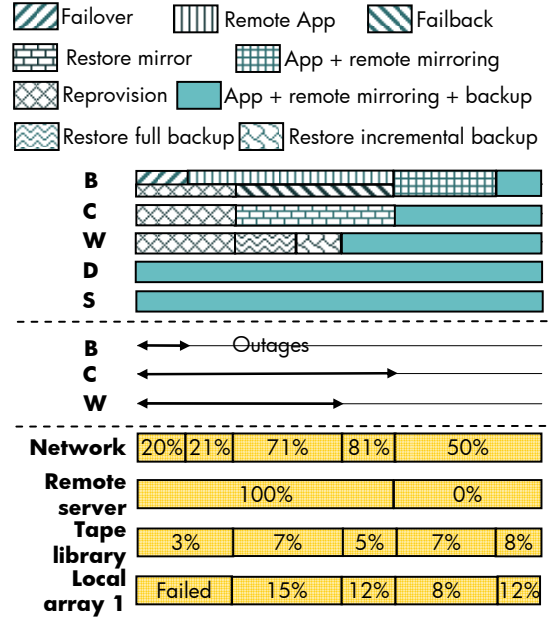 Failover Remote App Failback
Restore mirror App + remote mirroring
Reprovision App + remote mirroring + backup
Restore full backup Restore incremental backup
B
C
W
D
S
B Outages
C
W
Network 20% 21% 71% 81% 50%
Remote server 100% 0%
Tape library 3% 7% 5% 7% 8%
Local array 1 Failed 15% 12% 8% 12%